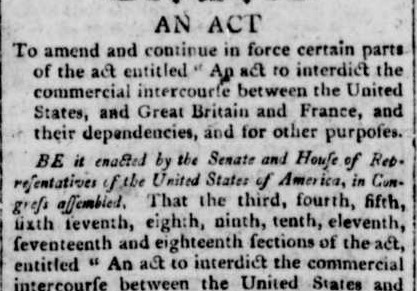 AN ACT
To amend and continue in force certain parts
of the act entitled " An act to interdict the
commercial intercourſe between the United
States, and Great Britain and France, and
their dependencies, and for other purpoſes.
BE it enacted by the Senate and Houſe of Rep-
reſentatives of the United States of America, in Con-
greſs aſſembled, That the third, fourth, fifth,
ſixth ſeventh, eighth, ninth, tenth, eleventh,
ſeventeenth and eighteenth ſections of the act,
entitled " An act to interdict the commercial
intercourſe between the United States and